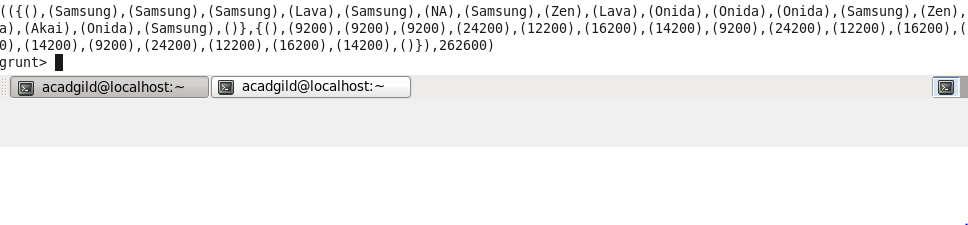 (({(),(Samsung),(Samsung),(Samsung),(Lava),(Samsung),(NA),(Samsung),(Zen),(Lava),(Onida),(Onida),(Onida),(Samsung),(Zen),
a),(Akai),(Onida),(Samsung),()},{(),(9200),(9200),(9200),(24200),(12200),(16200),(14200),(9200),(24200),(12200),(16200),(
0),(14200),(9200),(24200),(12200),(16200),(14200),()}),262600)
grunt>
acadgild@localhost:~ acadgild@localhost:~